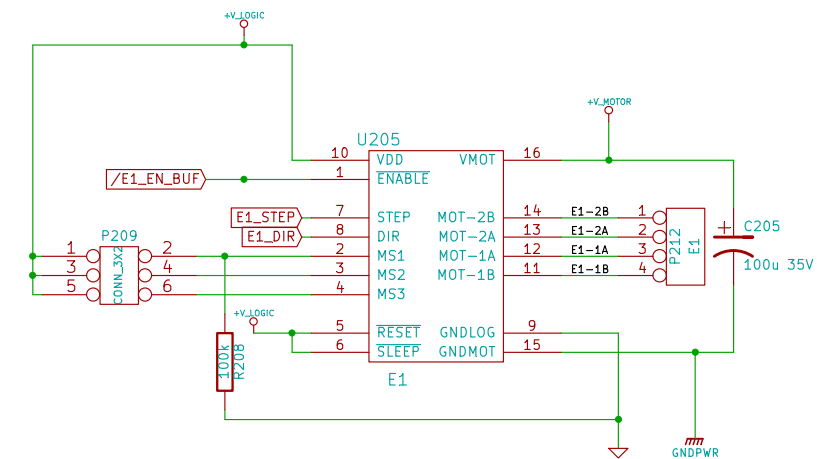 +V_LOGIC
+V_MOTOR
U205
10 VDD VMOT 16
/E1_EN_BUF 1 ENABLE
E1_STEP 7 STEP MOT-2B 14 E1-2B 1
E1_DIR 8 DIR MOT-2A 13 E1-2A 2
P209
1 2 2 MS1 MOT-1A 12 E1-1A 3
3 4 3 MS2 MOT-1B 11 E1-1B 4
5 6 4 MS3
CONN_3X2
P212
E1
C205
100u 35V
+V_LOGIC
5 RESET GNDLOG 9
6 SLEEP GNDMOT 15
100k
R208
E1
GNDPWR